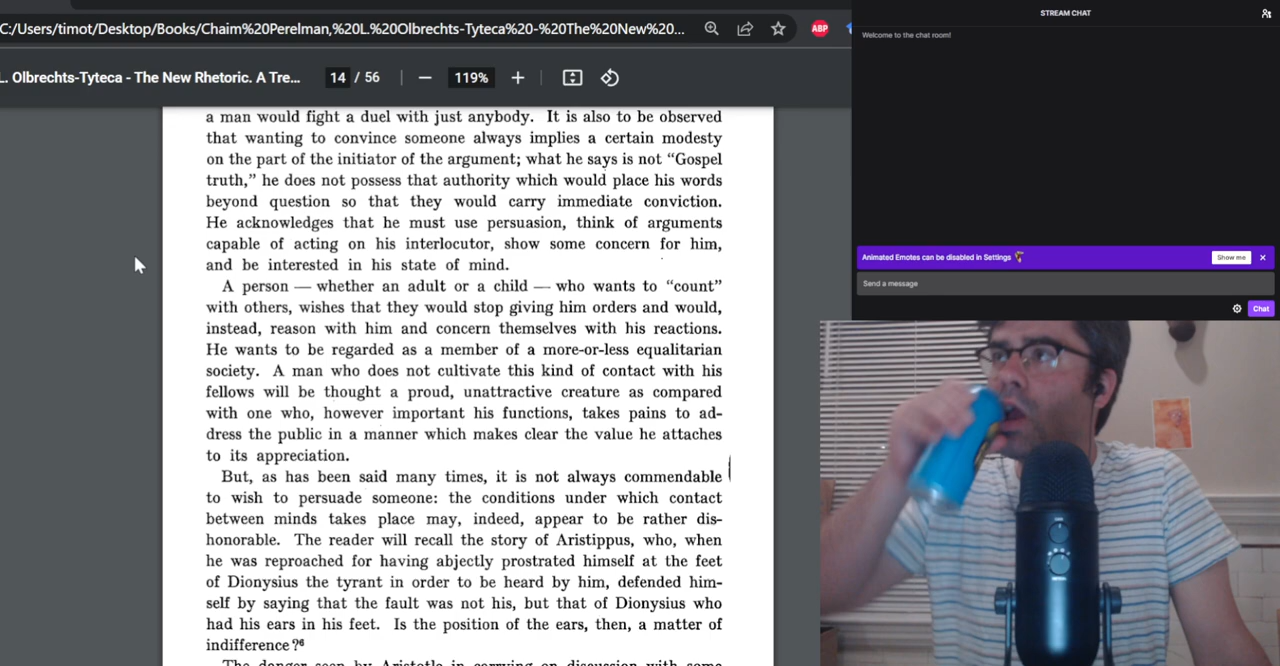 C:/Users/timot/Desktop/Books/Chaim%20Perelman,%20L.%20Olbrechts-Tyteca%20-%20The%20New%20...
ABP
L. Olbrechts-Tyteca - The New Rhetoric. A Tre...
14 / 56
119%
a man would fight a duel with just anybody. It is also to be observed
that wanting to convince someone always implies a certain modesty
on the part of the initiator of the argument; what he says is not “Gospel
truth,” he does not possess that authority which would place his words
beyond question so that they would carry immediate conviction.
He acknowledges that he must use persuasion, think of arguments
capable of acting on his interlocutor, show some concern for him,
and be interested in his state of mind.
A person — whether an adult or a child — who wants to “count”
with others, wishes that they would stop giving him orders and would,
instead, reason with him and concern themselves with his reactions.
He wants to be regarded as a member of a more-or-less equalitarian
society. A man who does not cultivate this kind of contact with his
fellows will be thought a proud, unattractive creature as compared
with one who, however important his functions, takes pains to ad-
dress the public in a manner which makes clear the value he attaches
to its appreciation.
But, as has been said many times, it is not always commendable
to wish to persuade someone: the conditions under which contact
between minds takes place may, indeed, appear to be rather dis-
honorable. The reader will recall the story of Aristippus, who, when
he was reproached for having abjectly prostrated himself at the feet
of Dionysius the tyrant in order to be heard by him, defended him-
self by saying that the fault was not his, but that of Dionysius who
had his ears in his feet. Is the position of the ears, then, a matter of
indifference?6
The danger seen by Aristotle in carrying on discussion with some
STREAM CHAT
Welcome to the chat room!
Animated Emotes can be disabled in Settings
Show me
Send a message
Chat